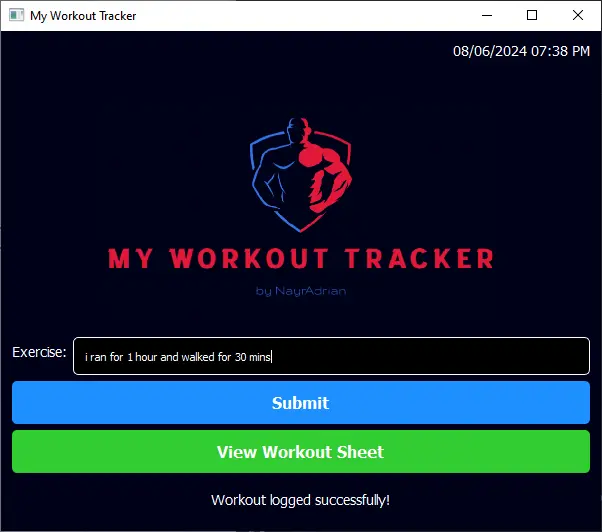 My Workout Tracker
08/06/2024 07:38 PM
MY WORKOUT TRACKER
by NayrAdrian
Exercise: i ran for 1 hour and walked for 30 mins
Submit
View Workout Sheet
Workout logged successfully!